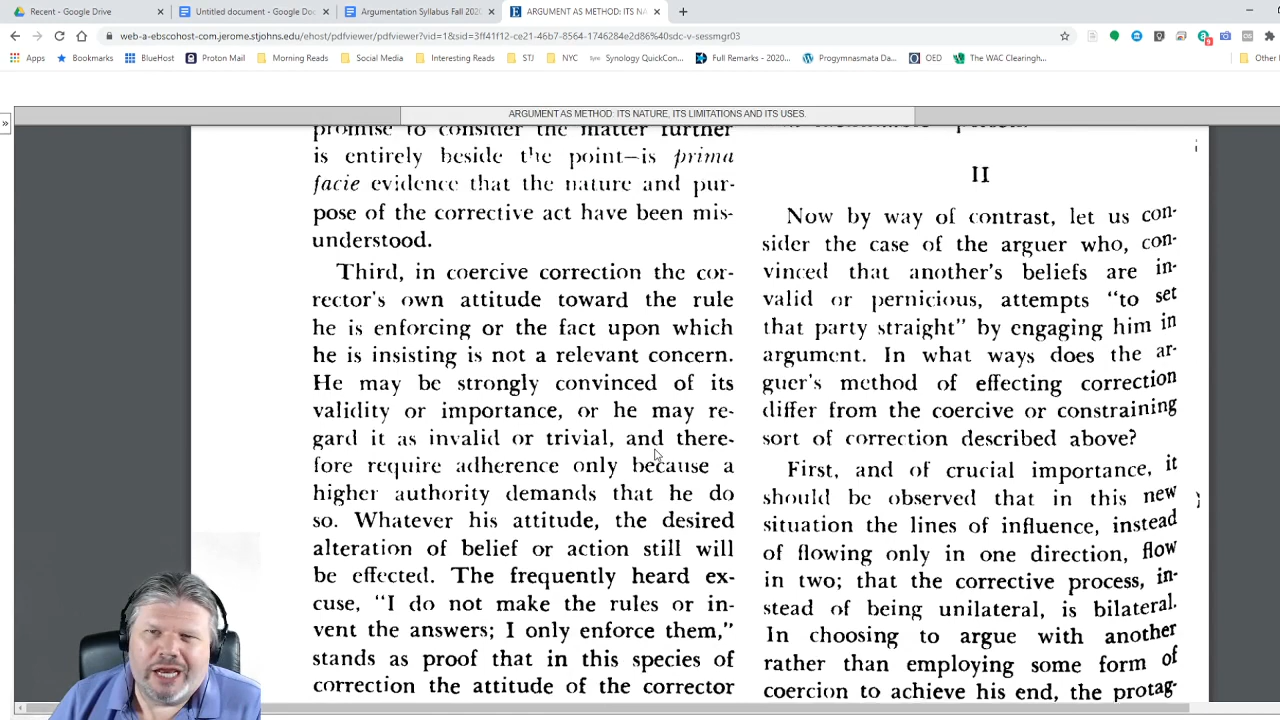 Recent - Google Drive
Untitled document - Google Doc
Argumentation Syllabus Fall 202
ARGUMENT AS METHOD: ITS NA
web-a-ebscohost-com.jerome.stjohns.edu/ehost/pdfviewer/pdfviewer?vid=1&sid=3ff41f12-ce21-46b7-8564-1746284e2d86%40sdc-v-sessmgr03
Apps
Bookmarks
BlueHost
Proton Mail
Morning Reads
Social Media
Interesting Reads
STJ
NYC
Synology QuickCon...
Full Remarks - 2020...
Progymnasmata Da...
OED
The WAC Clearingh...
Other
ARGUMENT AS METHOD: ITS NATURE, ITS LIMITATIONS AND ITS USES.
promise to consider the matter further
is entirely beside the point—is prima
facie evidence that the nature and pur-
pose of the corrective act have been mis-
understood.
Third, in coercive correction the cor-
rector's own attitude toward the rule
he is enforcing or the fact upon which
he is insisting is not a relevant concern.
He may be strongly convinced of its
validity or importance, or he may re-
gard it as invalid or trivial, and there-
fore require adherence only because a
higher authority demands that he do
so. Whatever his attitude, the desired
alteration of belief or action still will
be effected. The frequently heard ex-
cuse, "I do not make the rules or in-
vent the answers; I only enforce them,"
stands as proof that in this species of
correction the attitude of the corrector
II
Now by way of contrast, let us con-
sider the case of the arguer who, con-
vinced that another's beliefs are in-
valid or pernicious, attempts "to set
that party straight" by engaging him in
argument. In what ways does the ar-
guer's method of effecting correction
differ from the coercive or constraining
sort of correction described above?
First, and of crucial importance, it
should be observed that in this new
situation the lines of influence, instead
of flowing only in one direction, flow
in two; that the corrective process, in-
stead of being unilateral, is bilateral.
In choosing to argue with another
rather than employing some form of
coercion to achieve his end, the protag-